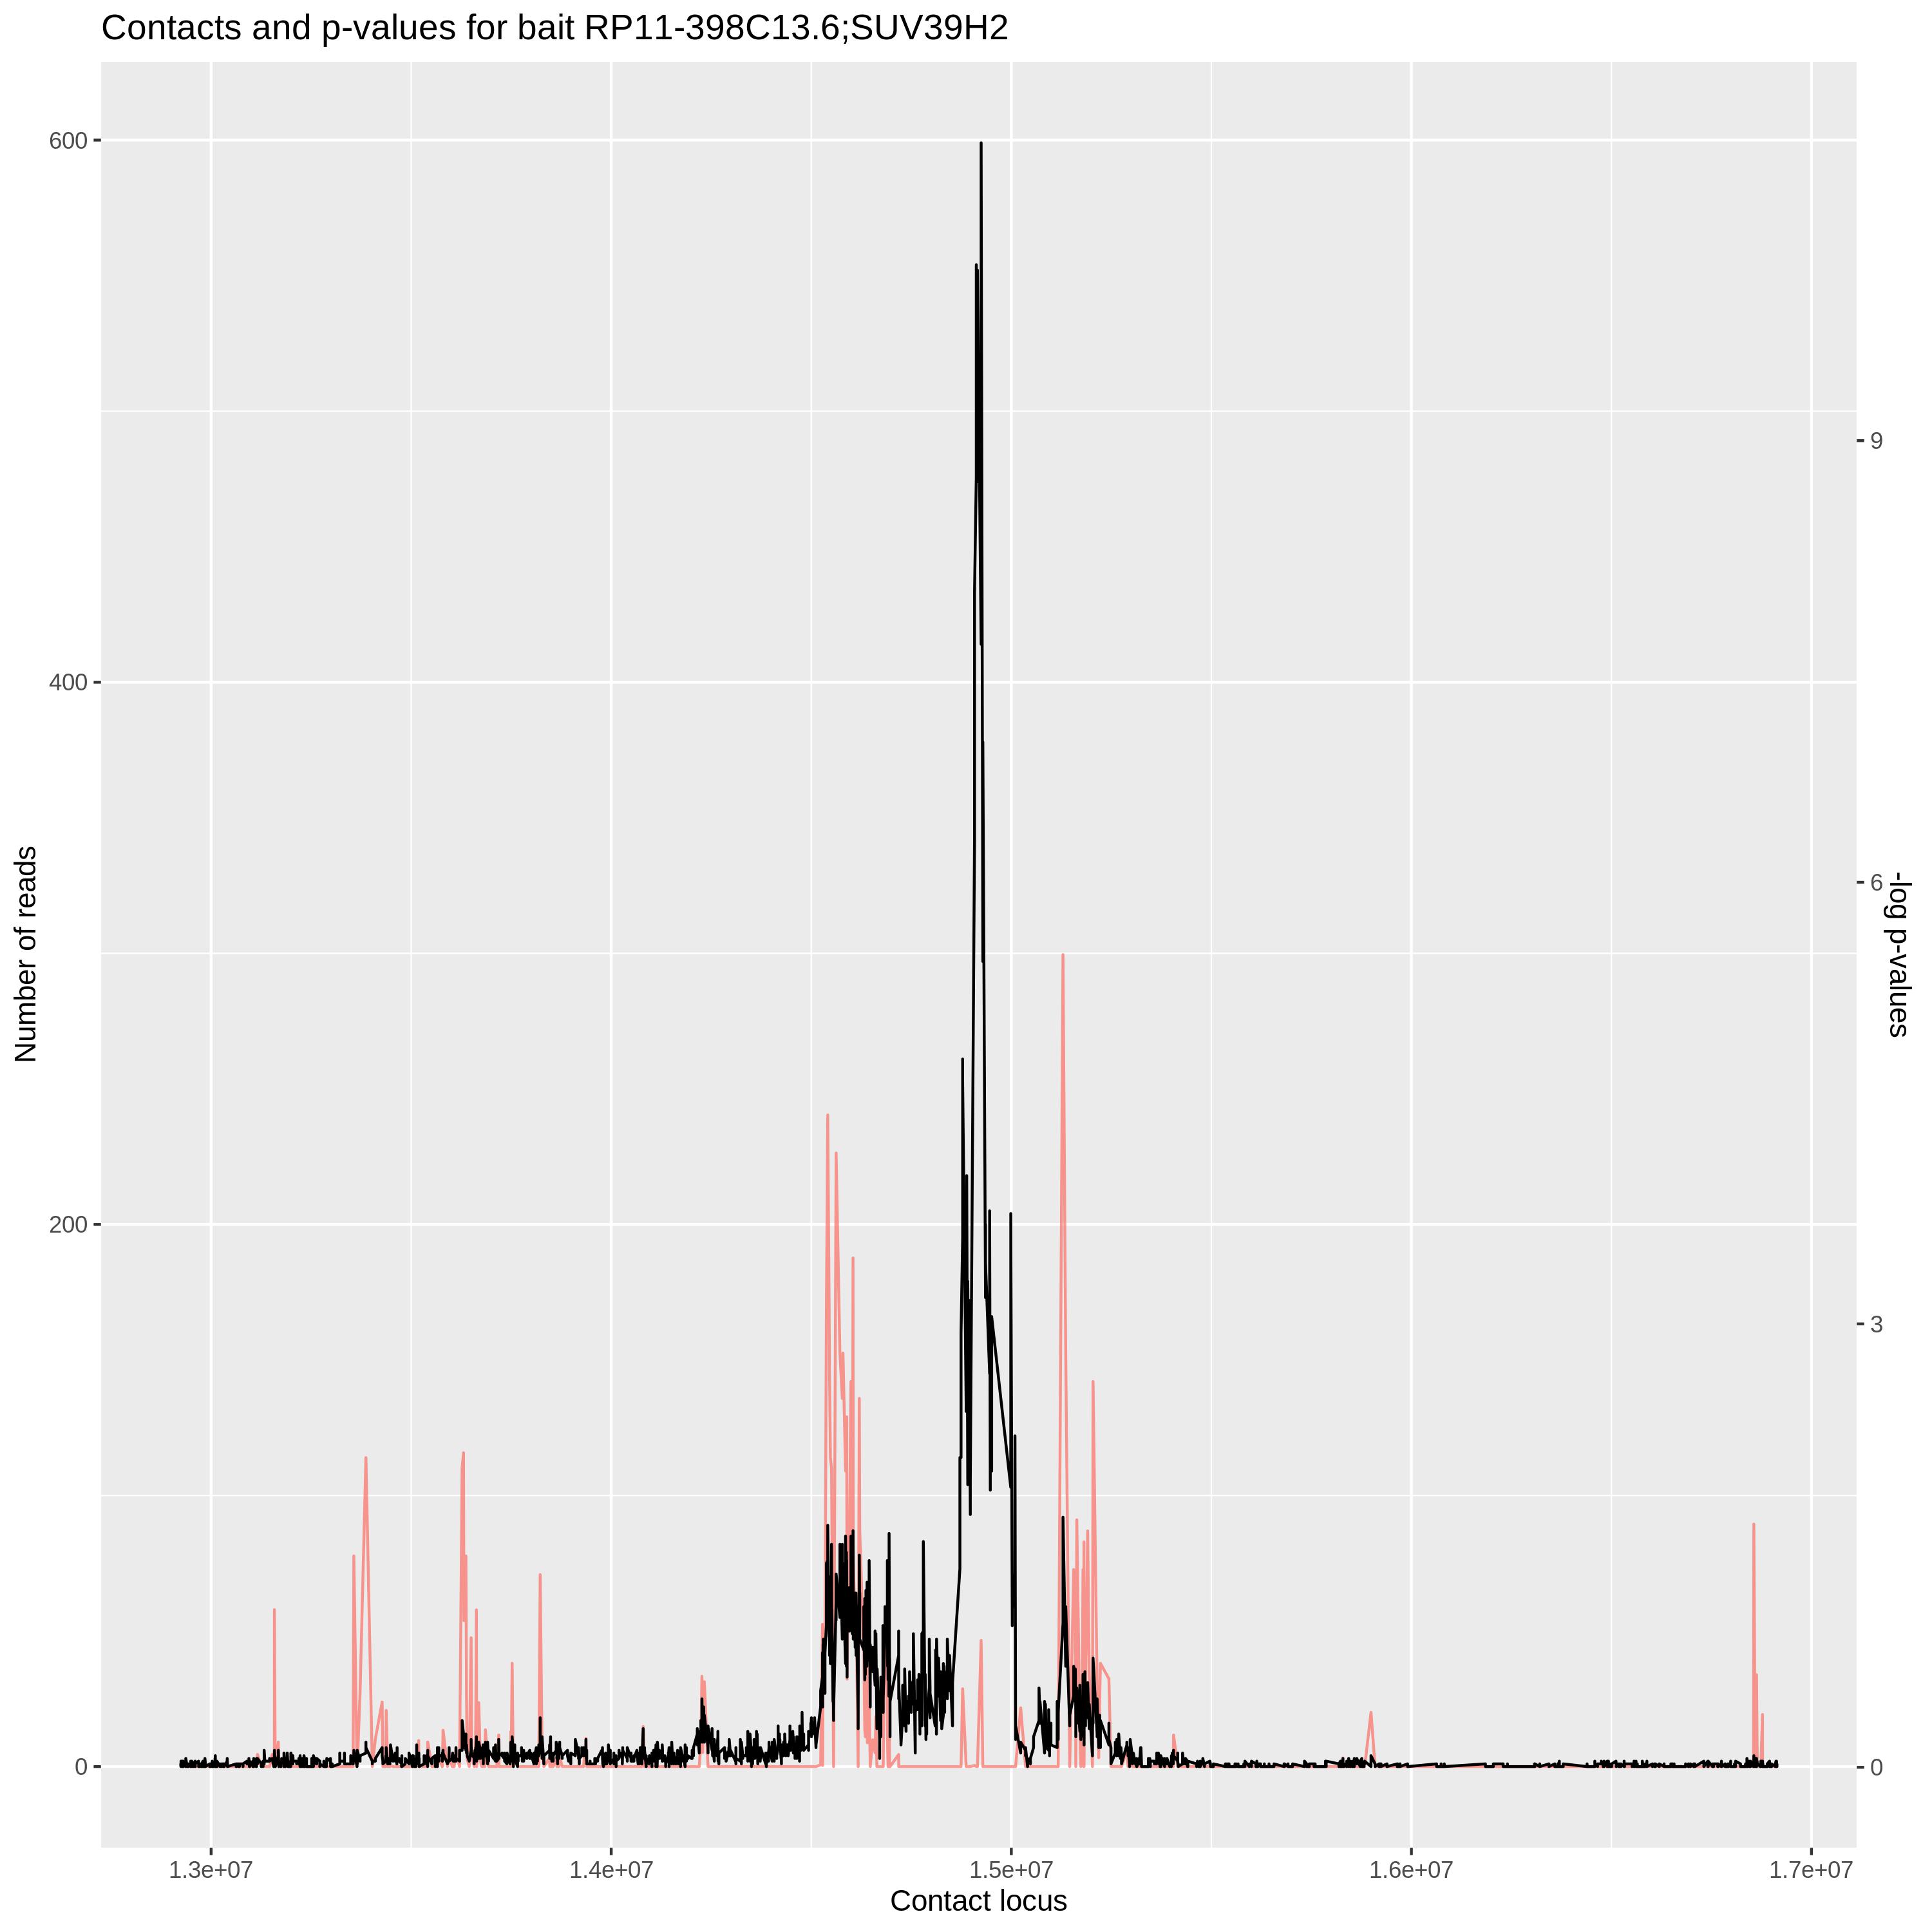 Contacts and p-values for bait RP11-398C13.6;SUV39H2
600
400
200
0
Number of reads
9
6
3
0
-log p-values
1.3e+07
1.4e+07
1.5e+07
1.6e+07
1.7e+07
Contact locus